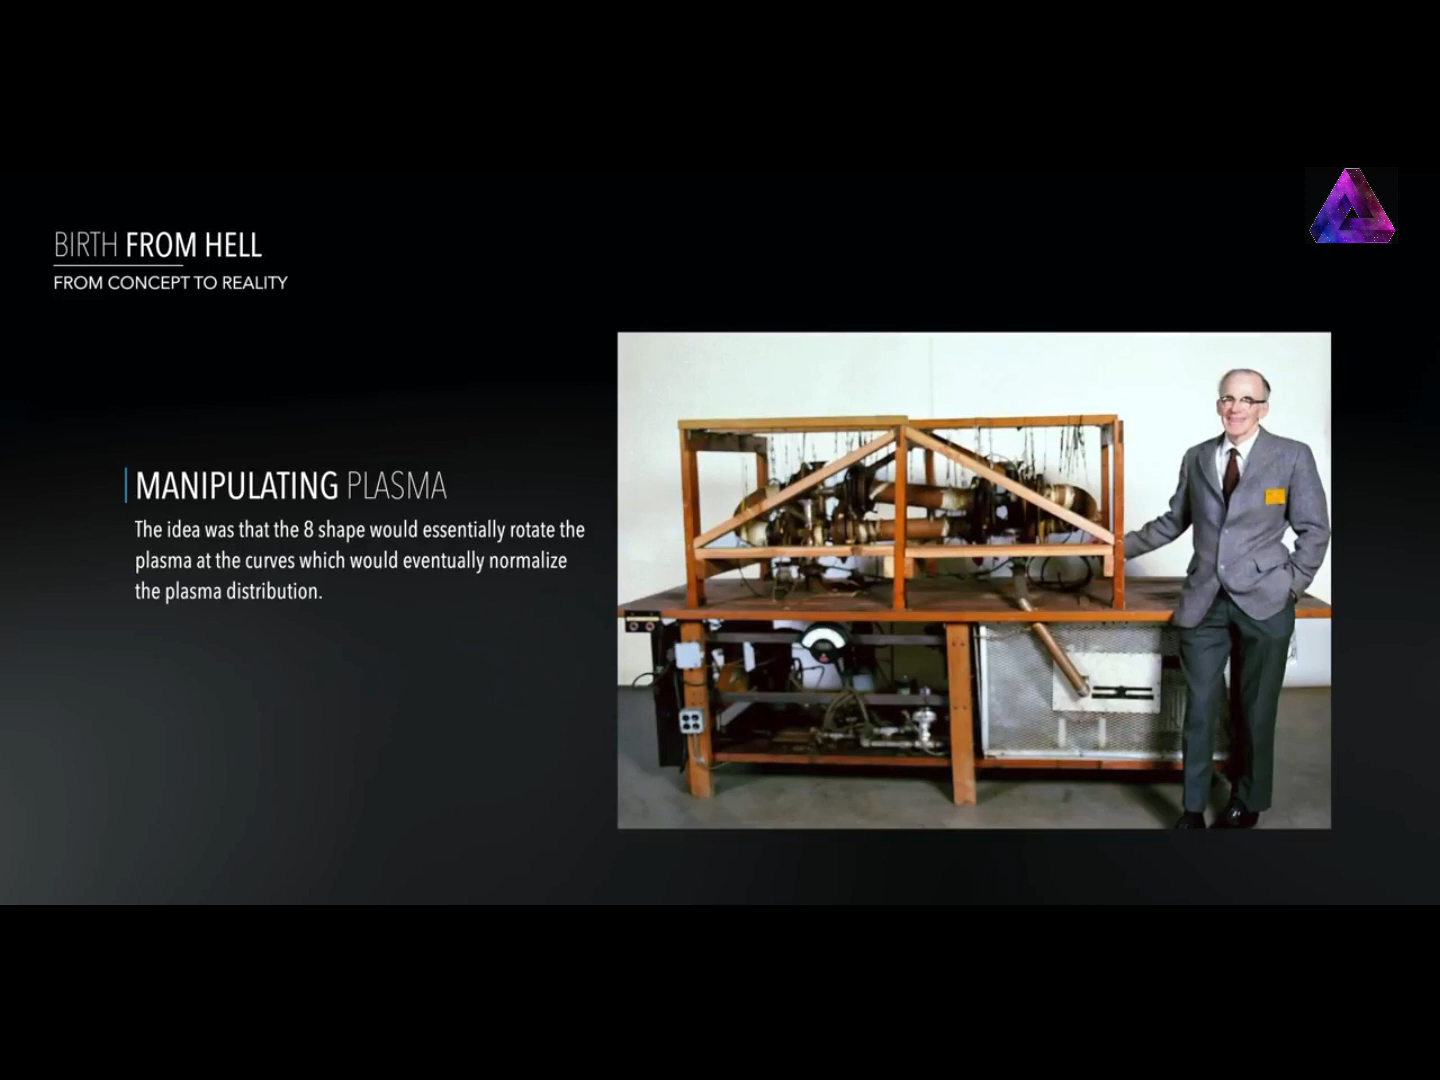 BIRTH FROM HELL
FROM CONCEPT TO REALITY
MANIPULATING PLASMA
The idea was that the 8 shape would essentially rotate the
plasma at the curves which would eventually normalize
the plasma distribution.